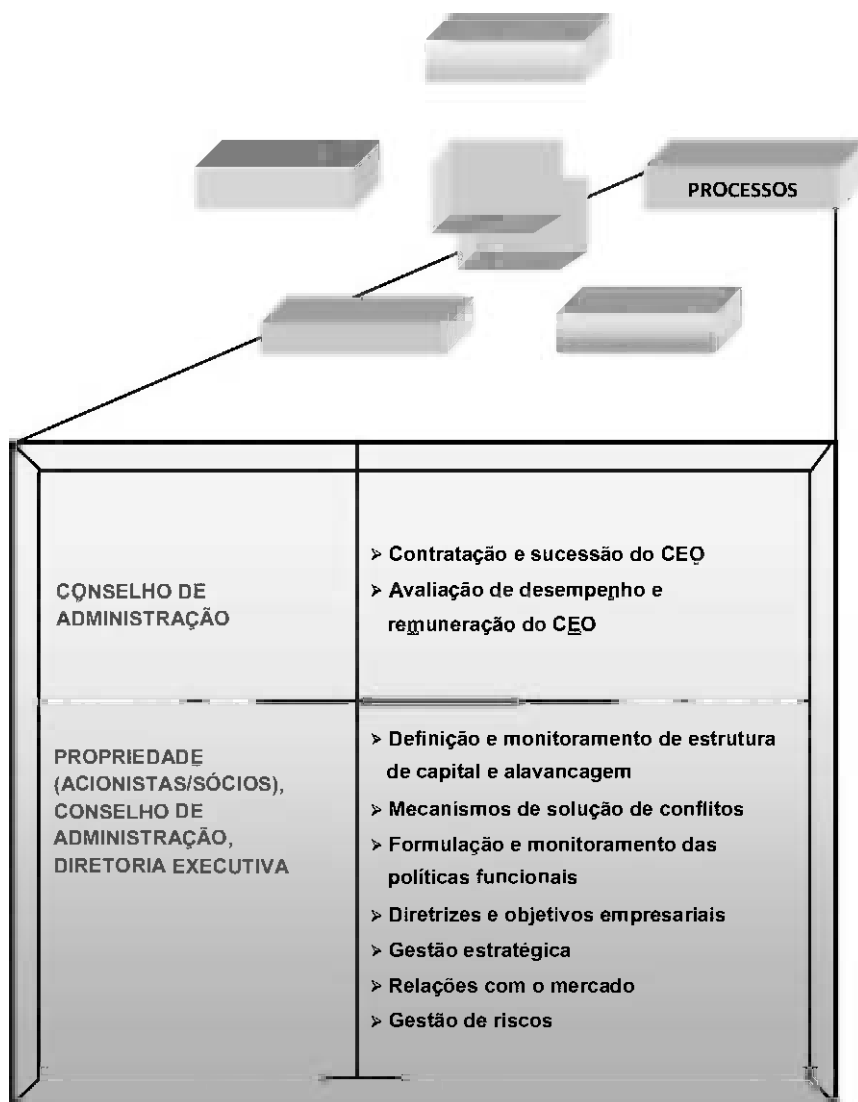 PROCESSOS
CONSELHO DE
ADMINISTRAÇÃO
➢ Contratação e sucessão do CEO
➢ Avaliação de desempenho e
remuneração do CEO
PROPRIEDADE
(ACIONISTAS/SÓCIOS),
CONSELHO DE
ADMINISTRAÇÃO,
DIRETORIA EXECUTIVA
➢ Definição e monitoramento de estrutura
de capital e alavancagem
➢ Mecanismos de solução de conflitos
➢ Formulação e monitoramento das
políticas funcionais
➢ Diretrizes e objetivos empresariais
➢ Gestão estratégica
➢ Relações com o mercado
➢ Gestão de riscos